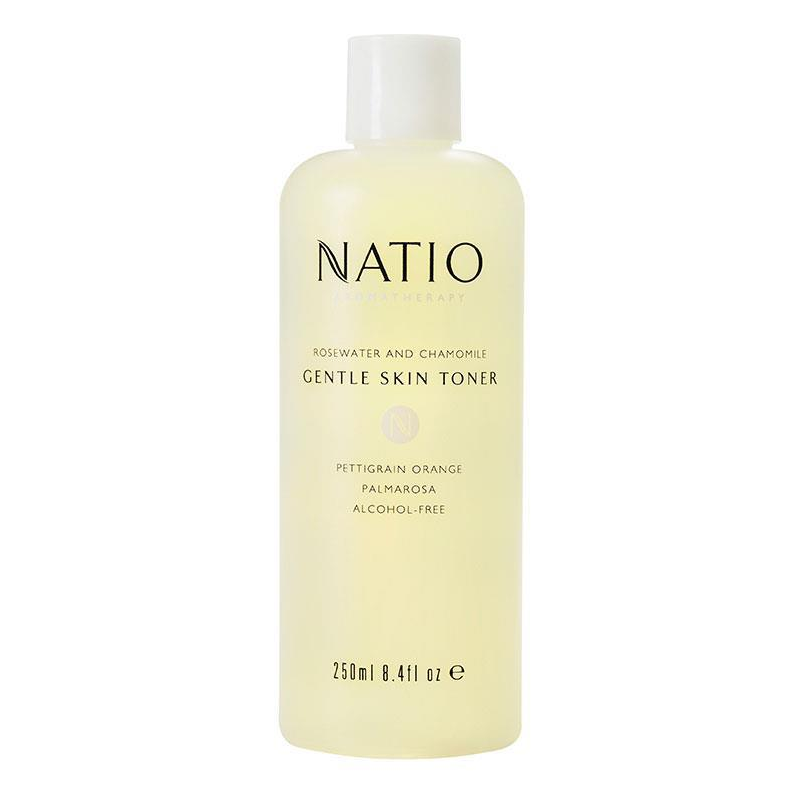 NATIO
AROMATHERAPY
ROSEWATER AND CHAMOMILE
GENTLE SKIN TONER
N
PETTIGRAIN ORANGE
PALMAROSA
ALCOHOL-FREE
250ml 8.4fl oz ℮